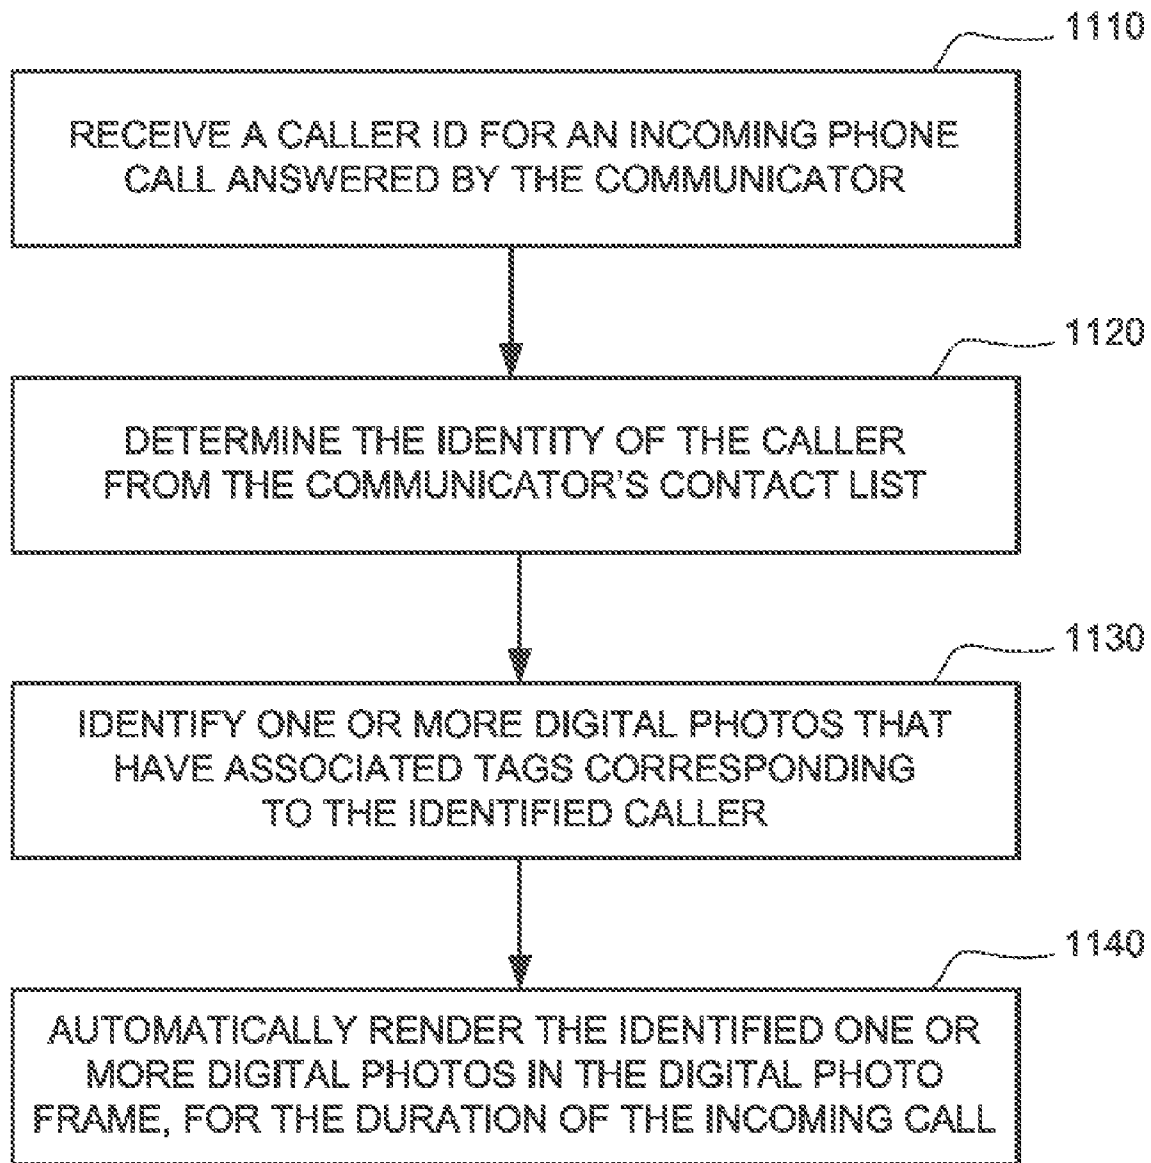 1110
RECEIVE A CALLER ID FOR AN INCOMING PHONE
CALL ANSWERED BY THE COMMUNICATOR
1120
DETERMINE THE IDENTITY OF THE CALLER
FROM THE COMMUNICATOR'S CONTACT LIST
1130
IDENTIFY ONE OR MORE DIGITAL PHOTOS THAT
HAVE ASSOCIATED TAGS CORRESPONDING
TO THE IDENTIFIED CALLER
1140
AUTOMATICALLY RENDER THE IDENTIFIED ONE OR
MORE DIGITAL PHOTOS IN THE DIGITAL PHOTO
FRAME, FOR THE DURATION OF THE INCOMING CALL